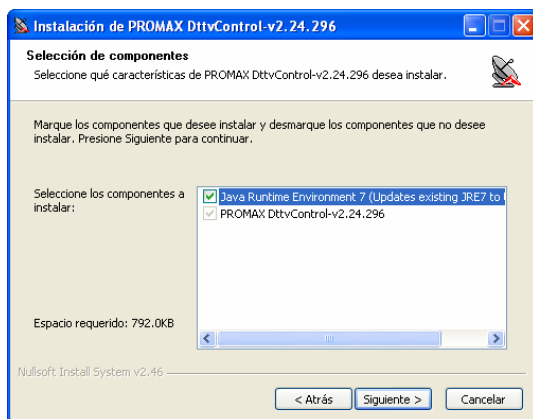 Instalación de PROMAX DttvControl-v2.24.296
Selección de componentes
Seleccione qué características de PROMAX DttvControl-v2.24.296 desea instalar.
Marque los componentes que desee instalar y desmarque los componentes que no desee
instalar. Presione Siguiente para continuar.
Seleccione los componentes a
instalar:
Java Runtime Environment 7 (Updates existing JRE7 to
PROMAX DttvControl-v2.24.296
Espacio requerido: 792.0KB
Nullsoft Install System v2.46
< Atrás
Siguiente >
Cancelar